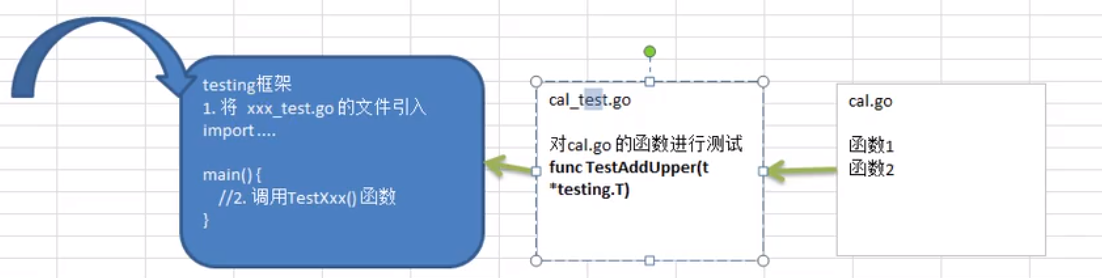 testing框架
1. 将 xxx_test.go 的文件引入
import ....
main() {
//2. 调用TestXxx() 函数
}
cal_test.go
对cal.go 的函数进行测试
func TestAddUpper(t
*testing.T)
cal.go
函数1
函数2